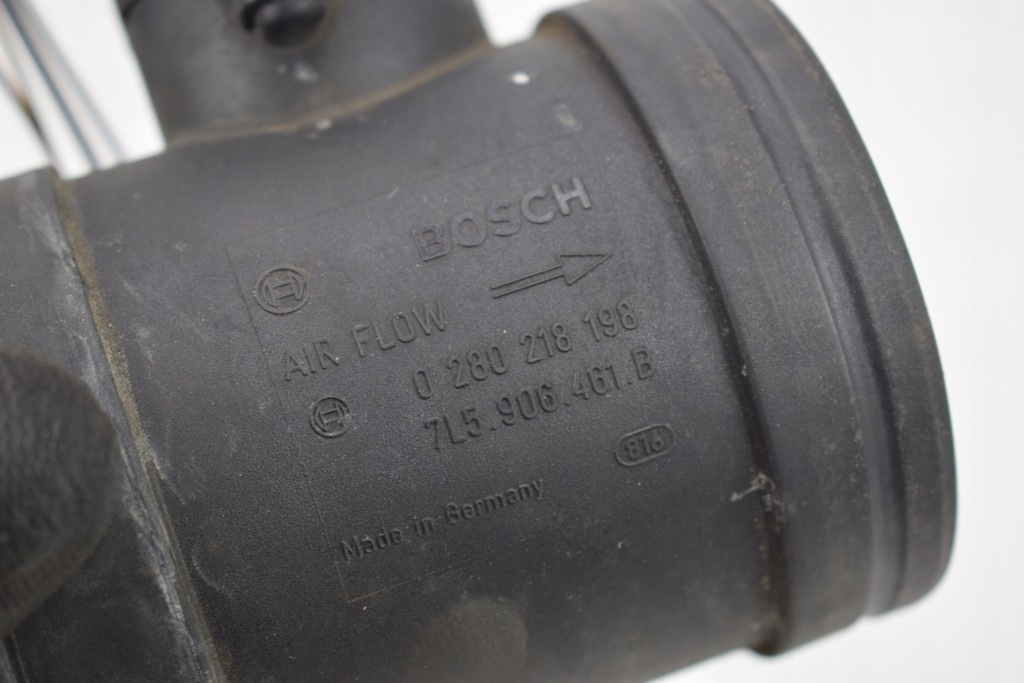 BOSCH
AIR FLOW
0 280 218 198
7L5.906.461.B
816
Made in Germany